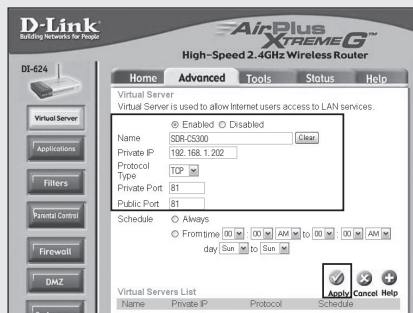 D-Link
Building Networks for People
AirPlus
XTREME G™
High-Speed 2.4GHz Wireless Router
DI-624
Home Advanced Tools Status Help
Virtual Server
Applications
Filters
Parental Control
Firewall
DMZ
Virtual Server
Virtual Server is used to allow Internet users access to LAN services.
Enabled Disabled
Name SDR-C5300 Clear
Private IP 192.168.1.202
Protocol Type TCP
Private Port 81
Public Port 81
Schedule Always
From time 00 : 00 AM to 00 : 00 AM
day Sun to Sun
Apply Cancel Help
Virtual Servers List
Name Private IP Protocol Schedule